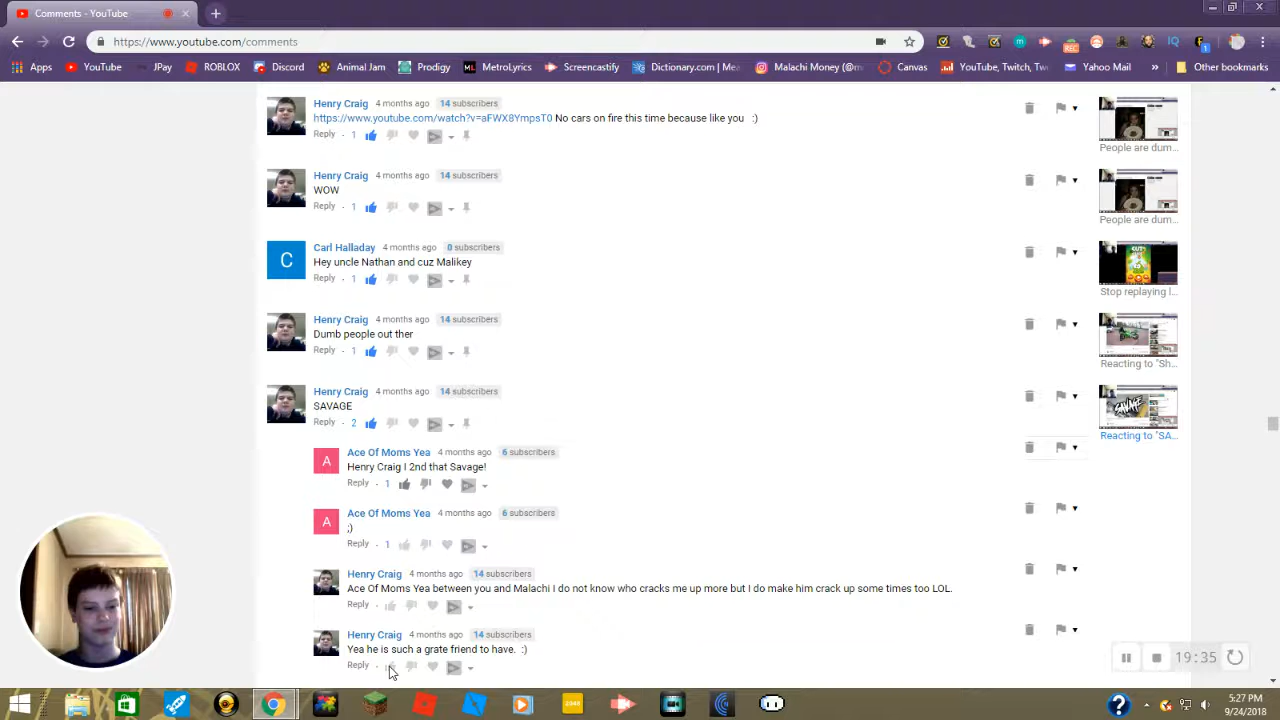 Comments - YouTube
https://www.youtube.com/comments
Apps YouTube JPay ROBLOX Discord Animal Jam Prodigy MetroLyrics Screencastify Dictionary.com | Mea Malachi Money (@m Canvas YouTube, Twitch, Tw Yahoo Mail » Other bookmarks
Henry Craig 4 months ago 14 subscribers
https://www.youtube.com/watch?v=aFWX8YmpsT0 No cars on fire this time because like you :)
Reply · 1
People are dum...
Henry Craig 4 months ago 14 subscribers
WOW
Reply · 1
People are dum...
Carl Halladay 4 months ago 0 subscribers
C
Hey uncle Nathan and cuz Malikey
Reply · 1
Stop replaying l...
Henry Craig 4 months ago 14 subscribers
Dumb people out ther
Reply · 1
Reacting to "Sh...
Henry Craig 4 months ago 14 subscribers
SAVAGE
Reply · 2
SAVAGE
Reacting to "SA...
Ace Of Moms Yea 4 months ago 6 subscribers
A
Henry Craig I 2nd that Savage!
Reply · 1
Ace Of Moms Yea 4 months ago 6 subscribers
A
;)
Reply · 1
Henry Craig 4 months ago 14 subscribers
Ace Of Moms Yea between you and Malachi I do not know who cracks me up more but I do make him crack up some times too LOL.
Reply ·
Henry Craig 4 months ago 14 subscribers
Yea he is such a grate friend to have. :)
Reply ·
19:35
5:27 PM
9/24/2018